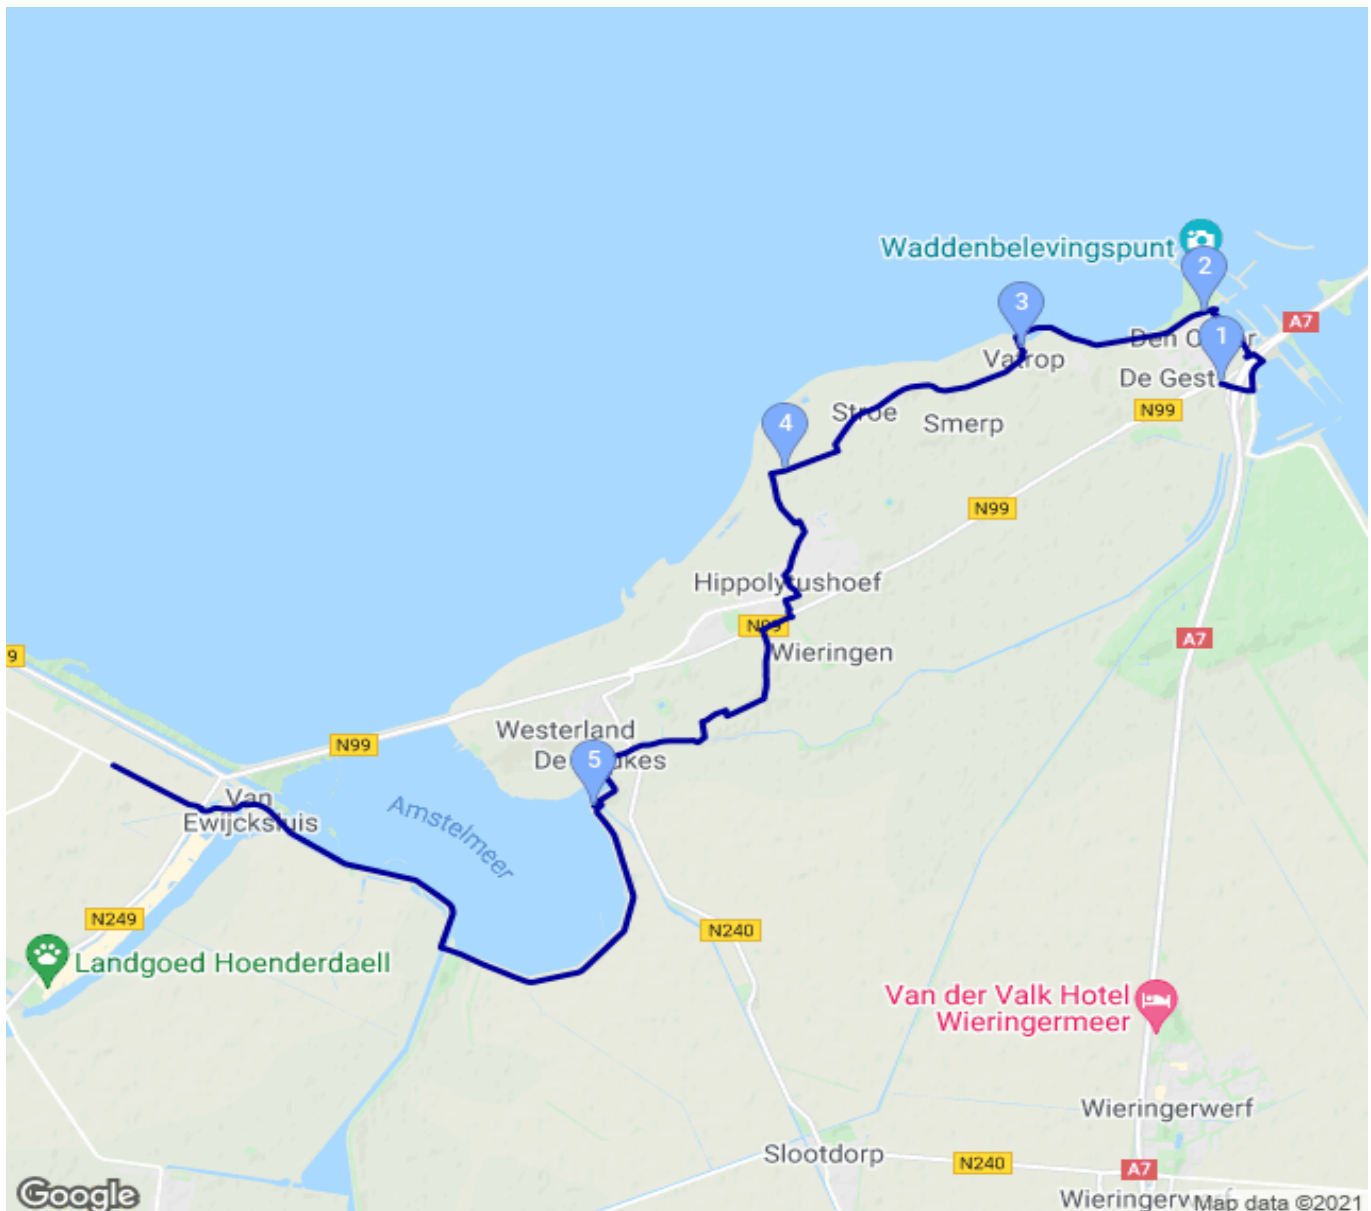 Waddenbelevingspunt
2
3
A7
1
Vatrop
De Gest
N99
4
Stroe
Smerp
N99
Hippolytushoef
N99
Wieringen
9
Westerland
N99
A7
5
Van
Ewijcksluis
Amstelmeer
N249
N240
Landgoed Hoenderdaell
Van der Valk Hotel
Wieringermeer
Wieringerwerf
Slootdorp
N240
A7
Google
Map data ©2021